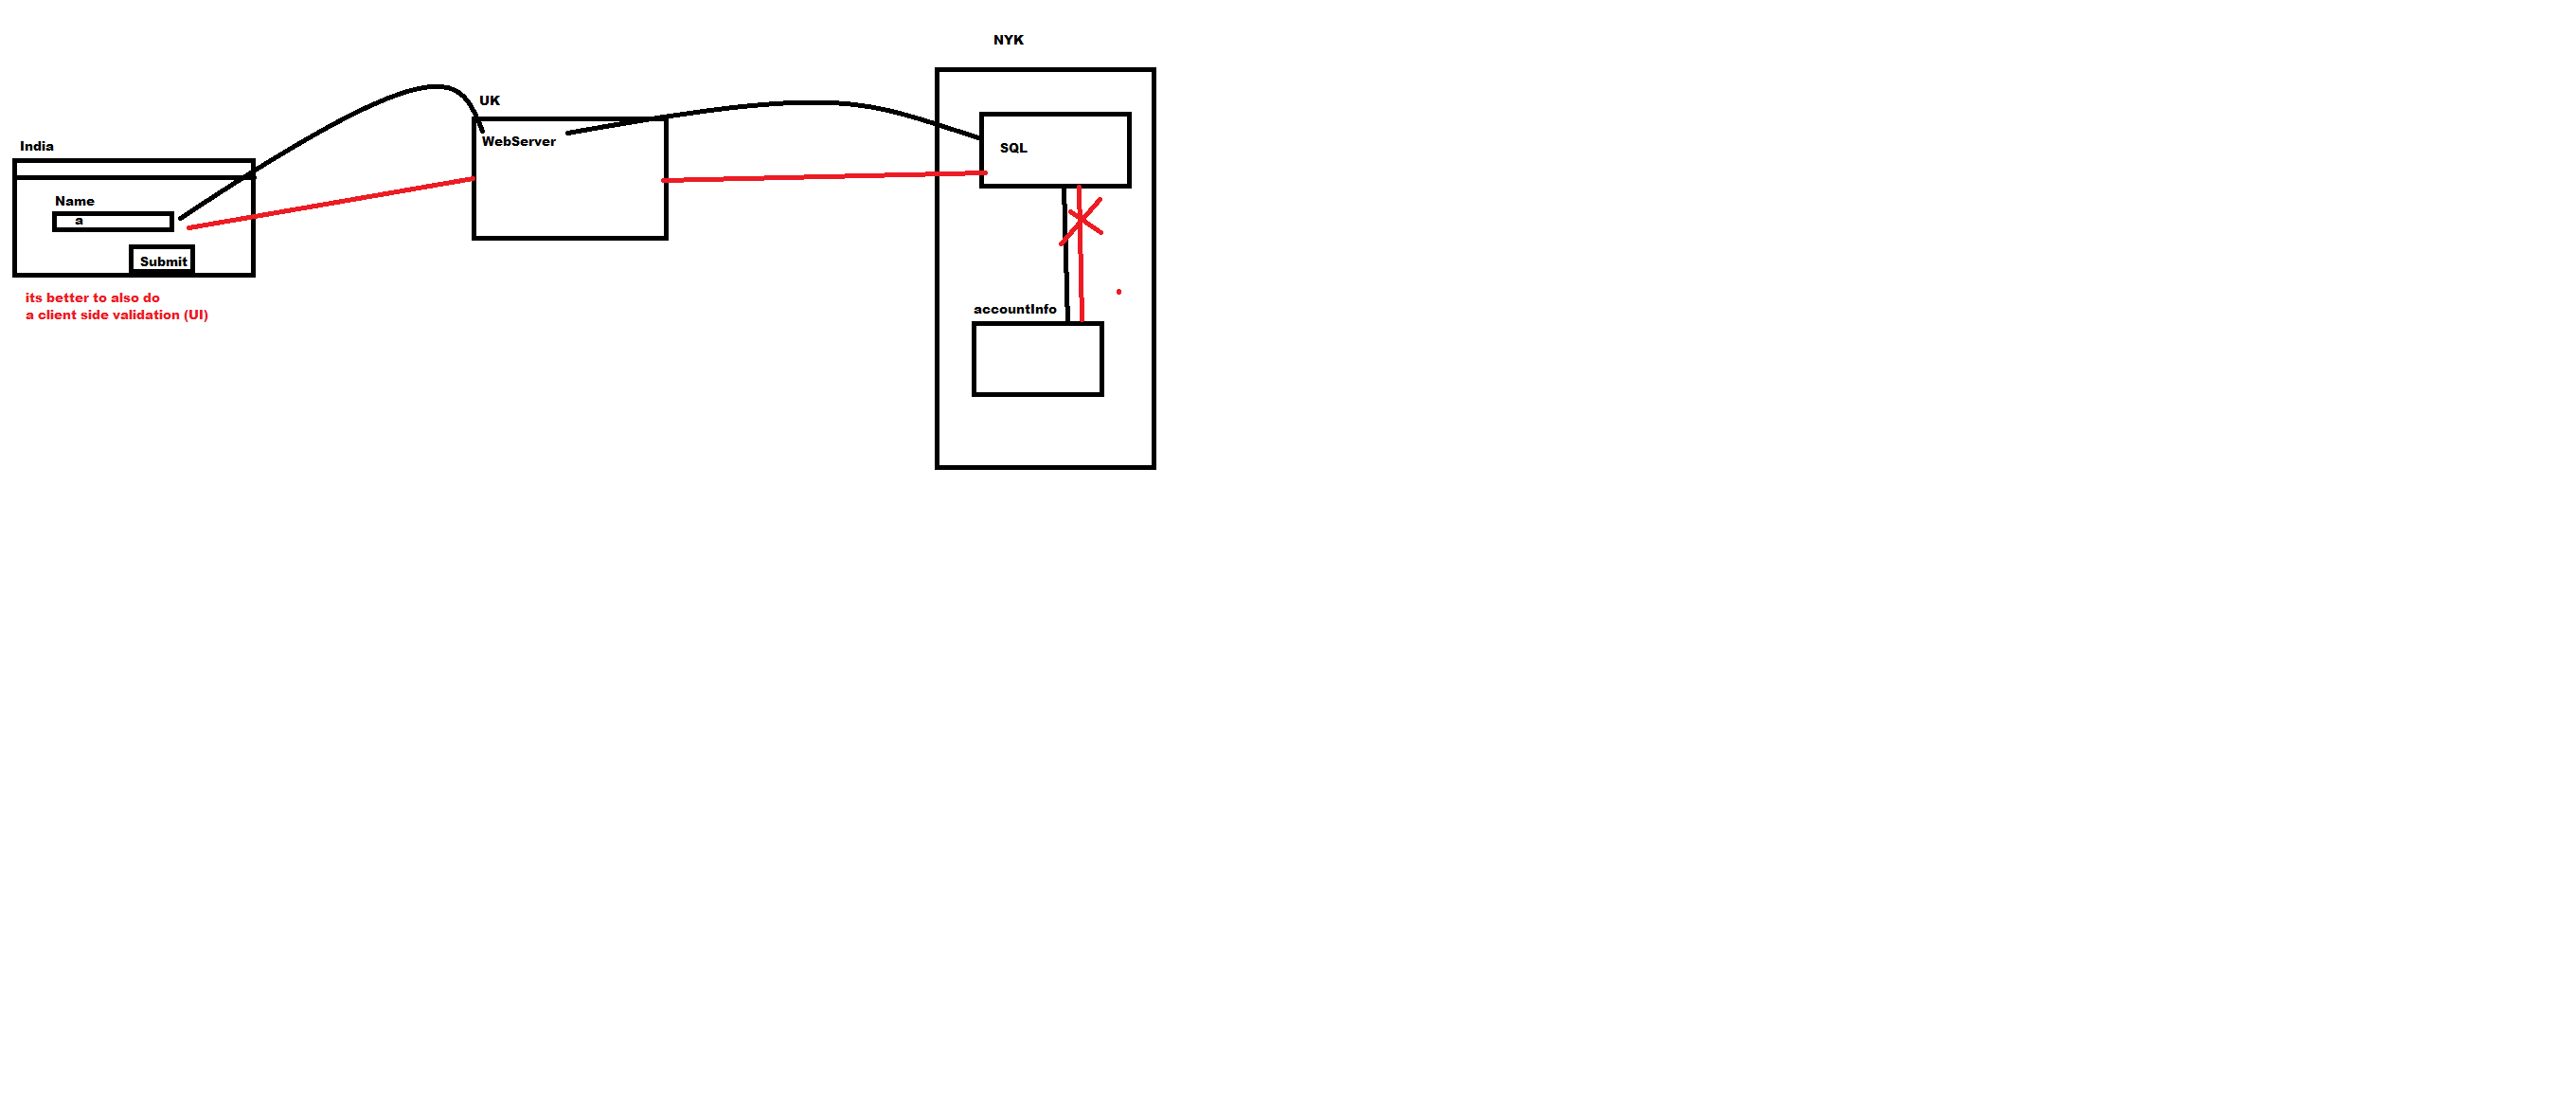 NYK
UK
WebServer
SQL
India
Name
a
Submit
its better to also do
a client side validation (UI)
accountInfo